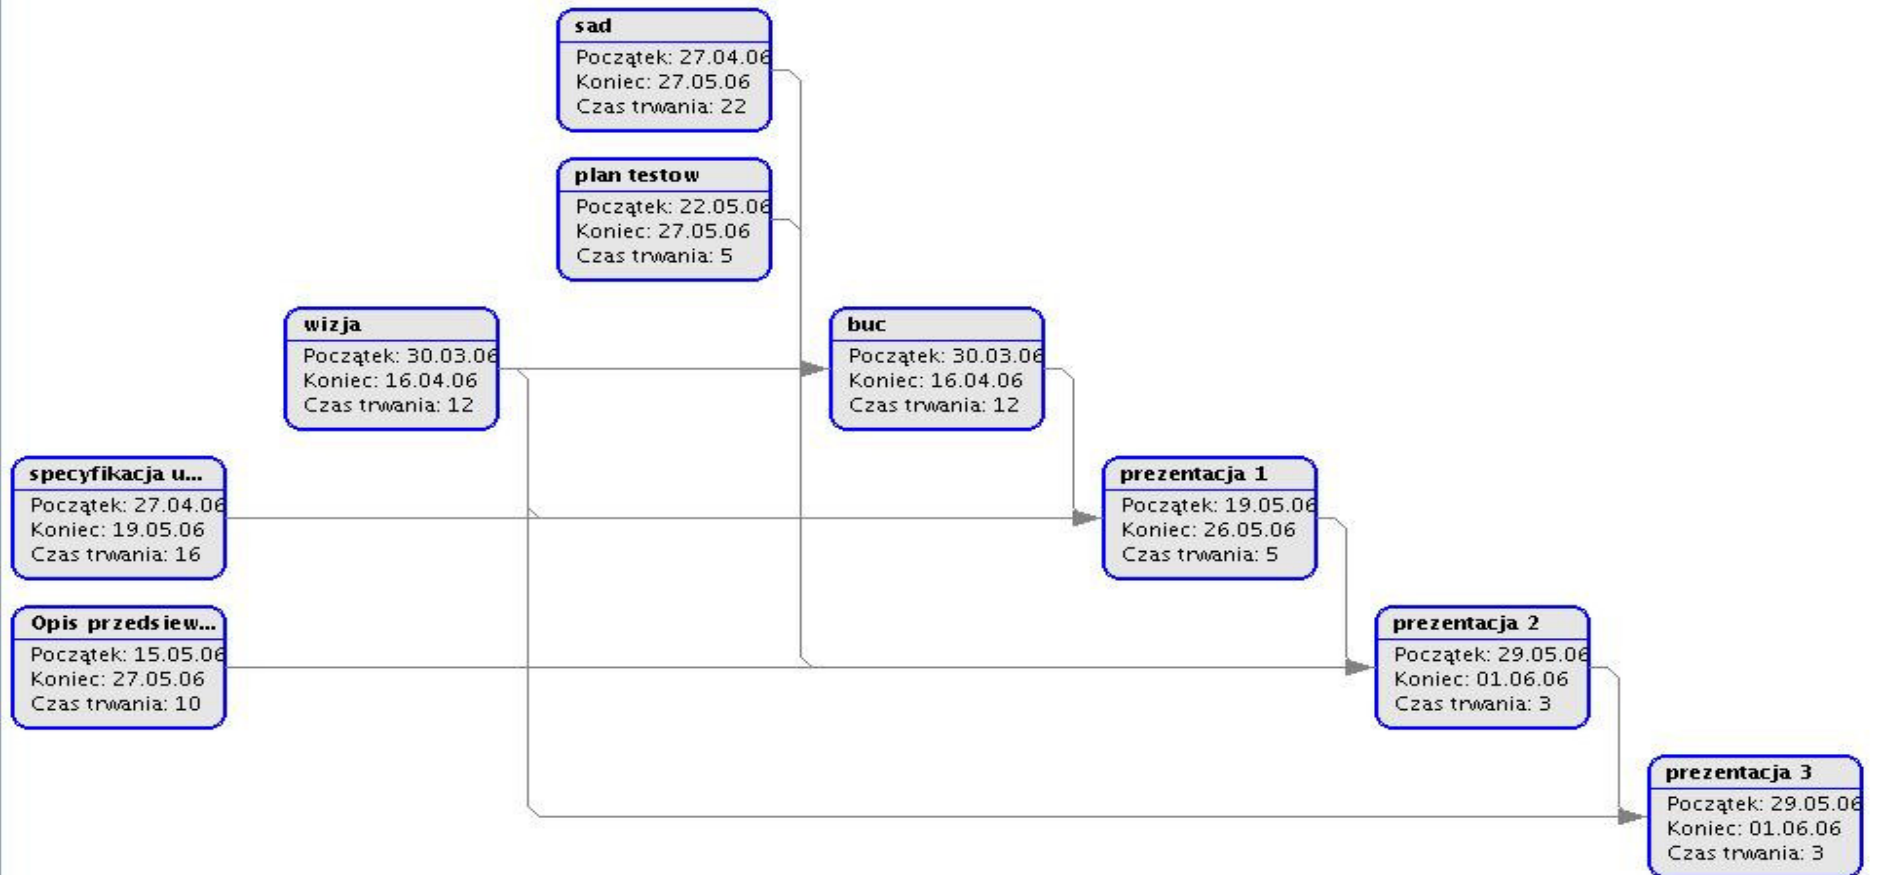 sad
Początek: 27.04.06
Koniec: 27.05.06
Czas trwania: 22
plan testow
Początek: 22.05.06
Koniec: 27.05.06
Czas trwania: 5
wizja
Początek: 30.03.06
Koniec: 16.04.06
Czas trwania: 12
buc
Początek: 30.03.06
Koniec: 16.04.06
Czas trwania: 12
specyfikacja u...
Początek: 27.04.06
Koniec: 19.05.06
Czas trwania: 16
prezentacja 1
Początek: 19.05.06
Koniec: 26.05.06
Czas trwania: 5
Opis przedsiew...
Początek: 15.05.06
Koniec: 27.05.06
Czas trwania: 10
prezentacja 2
Początek: 29.05.06
Koniec: 01.06.06
Czas trwania: 3
prezentacja 3
Początek: 29.05.06
Koniec: 01.06.06
Czas trwania: 3